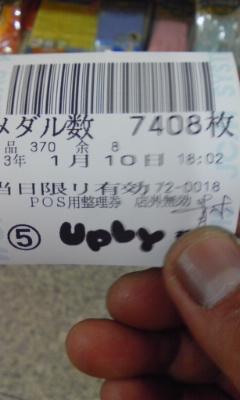 メダル数 7408枚
品 370 余 8
3年 1月10日 18:02
当日限り有効 72-0018
POS用整理券 店外無効
⑤ UpLy